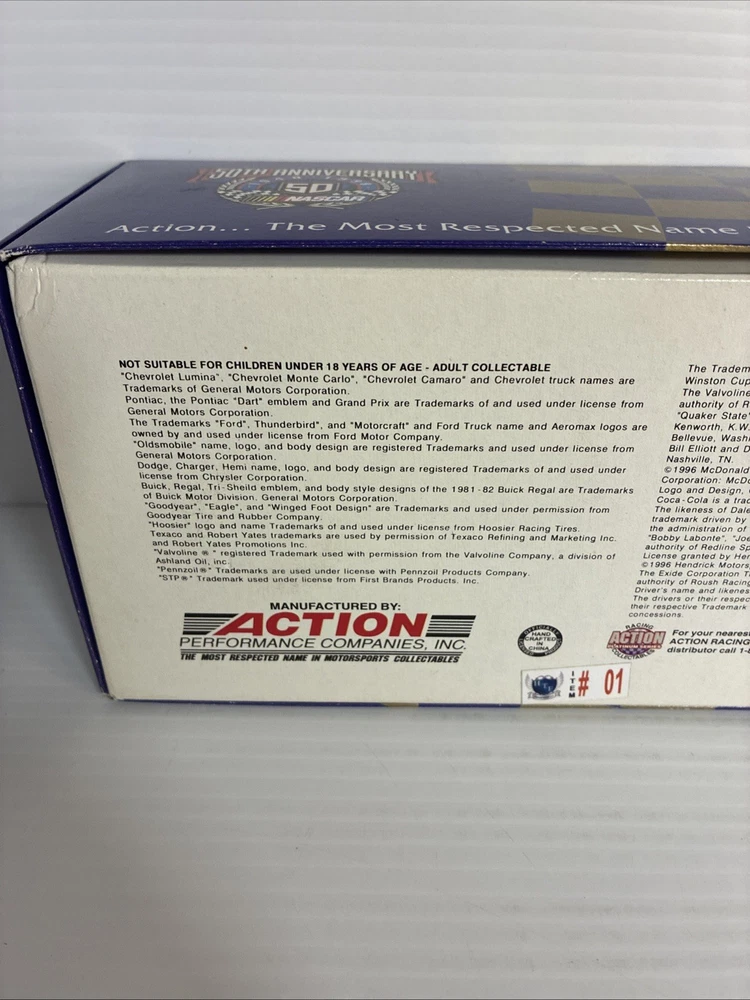 50TH ANNIVERSARY
50
NASCAR
Action... The Most Respected Name
NOT SUITABLE FOR CHILDREN UNDER 18 YEARS OF AGE - ADULT COLLECTABLE
"Chevrolet Lumina", "Chevrolet Monte Carlo", "Chevrolet Camaro" and Chevrolet truck names are
Trademarks of General Motors Corporation.
Pontiac, the Pontiac "Dart" emblem and Grand Prix are Trademarks of and used under license from
General Motors Corporation.
The Trademarks "Ford", Thunderbird", and "Motorcraft" and Ford Truck name and Aeromax logos are
owned by and used under license from Ford Motor Company.
"Oldsmobile" name, logo, and body design are registered Trademarks and used under license from
General Motors Corporation.
Dodge, Charger, Hemi name, logo, and body design are registered Trademarks of and used under
license from Chrysler Corporation.
Buick, Regal, Tri-Sheild emblem, and body style designs of the 1981-82 Buick Regal are Trademarks
of Buick Motor Division. General Motors Corporation.
"Goodyear", "Eagle", and "Winged Foot Design" are Trademarks and used under permission from
Goodyear Tire and Rubber Company.
"Hoosier" logo and name Trademarks of and used under license from Hoosier Racing Tires.
Texaco and Robert Yates trademarks are used by permission of Texaco Refining and Marketing Inc.
and Robert Yates Promotions Inc.
"Valvoline ®" registered Trademark used with permission from the Valvoline Company, a division of
Ashland Oil, inc.
"Pennzoil®" Trademarks are used under license with Pennzoil Products Company.
"STP®" Trademark used under license from First Brands Products. Inc.
MANUFACTURED BY:
ACTION
PERFORMANCE COMPANIES, INC.
THE MOST RESPECTED NAME IN MOTORSPORTS COLLECTABLES
OFFICIALLY
HAND
CRAFTED
IN
CHINA
ITEM
# 01
The Tradem
Winston Cup
The Valvoline
authority of R
"Quaker State"
Kenworth, K.W.
Bellevue, Wash
Bill Elliott and D
Nashville, TN.
©1996 McDonald
Corporation: McDo
Logo and Design,
Coca-Cola is a trad
The likeness of Dale
trademark driven by
the administration of
"Bobby Labonte", "Joe
authority of Redline Sp
License granted by Hen
©1996 Hendrick Motors
The Exide Corporation T
authority of Roush Racing
Driver's name and likenes
The drivers or their respec
their respective Trademark
concessions.
RACING
ACTION
PLATINUM SERIES
COLLECTABLES
For your neares
ACTION RACING
distributor call 1-8